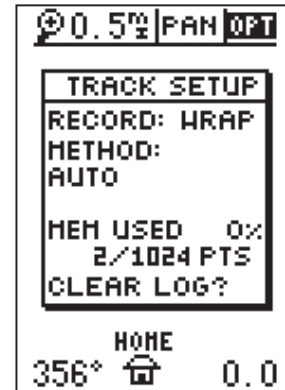 0.5mi PAN OPT
TRACK SETUP
RECORD: WRAP
METHOD:
AUTO
MEM USED 0%
2/1024 PTS
CLEAR LOG?
HOME
356° 0.0